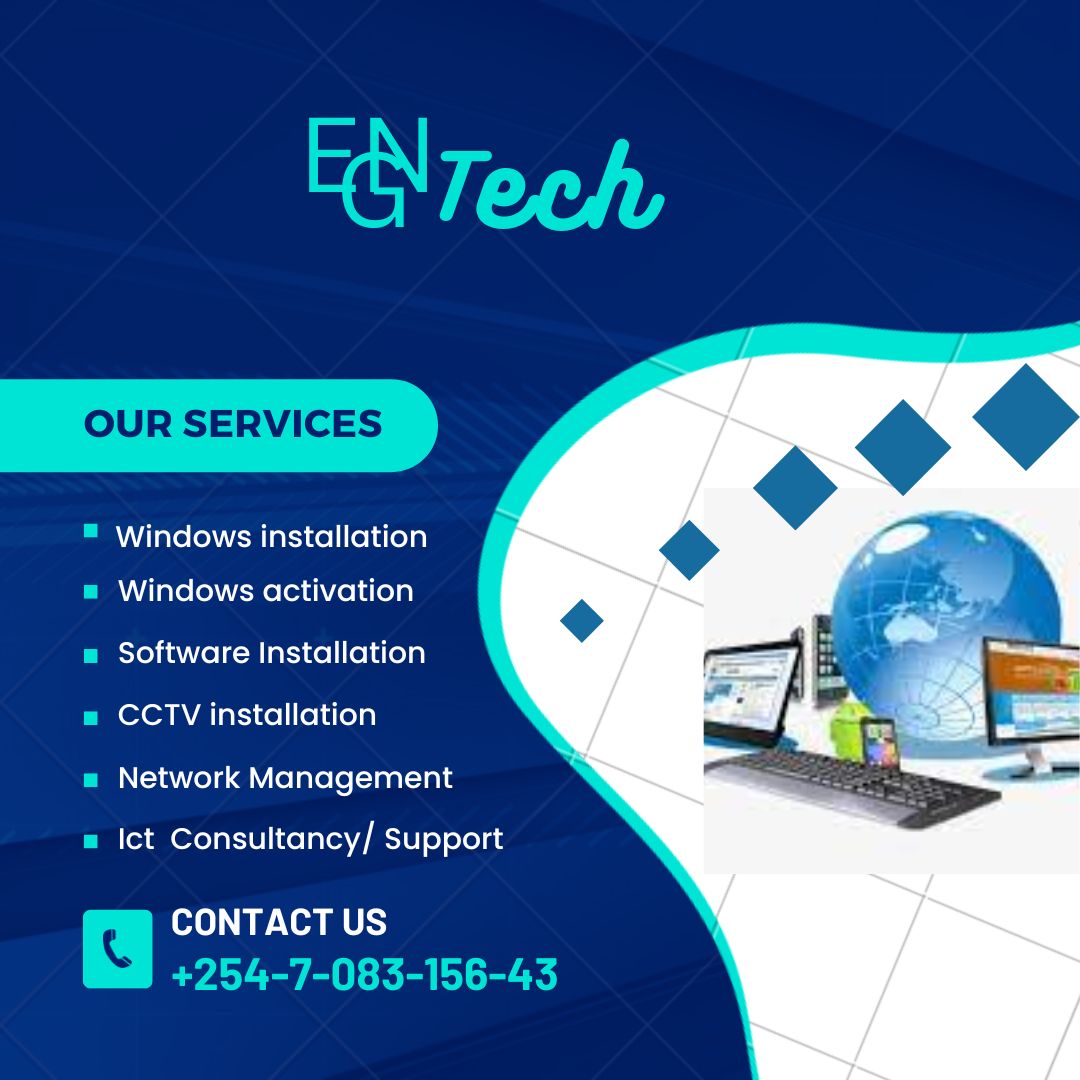 ENG Tech
OUR SERVICES
Windows installation
Windows activation
Software Installation
CCTV installation
Network Management
Ict Consultancy/ Support
CONTACT US
+254-7-083-156-43